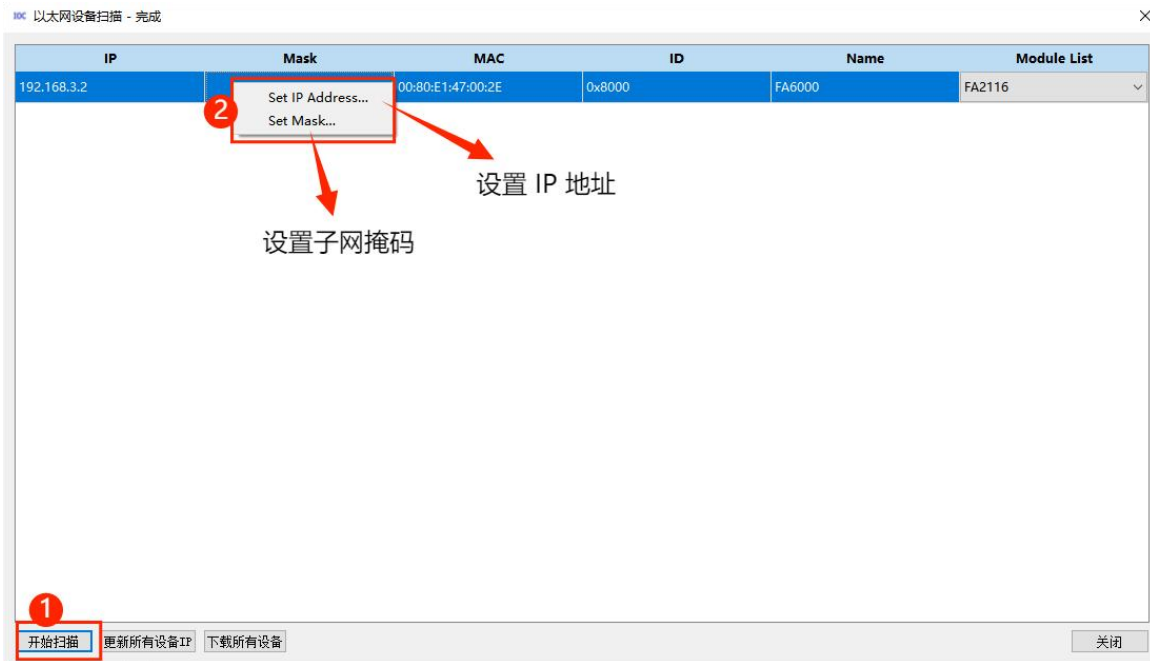 IOC 以太网设备扫描 - 完成
IP Mask MAC ID Name Module List
192.168.3.2 00:80:E1:47:00:2E 0x8000 FA6000 FA2116
2
Set IP Address...
Set Mask...
设置 IP 地址
设置子网掩码
1
开始扫描 更新所有设备IP 下载所有设备 关闭